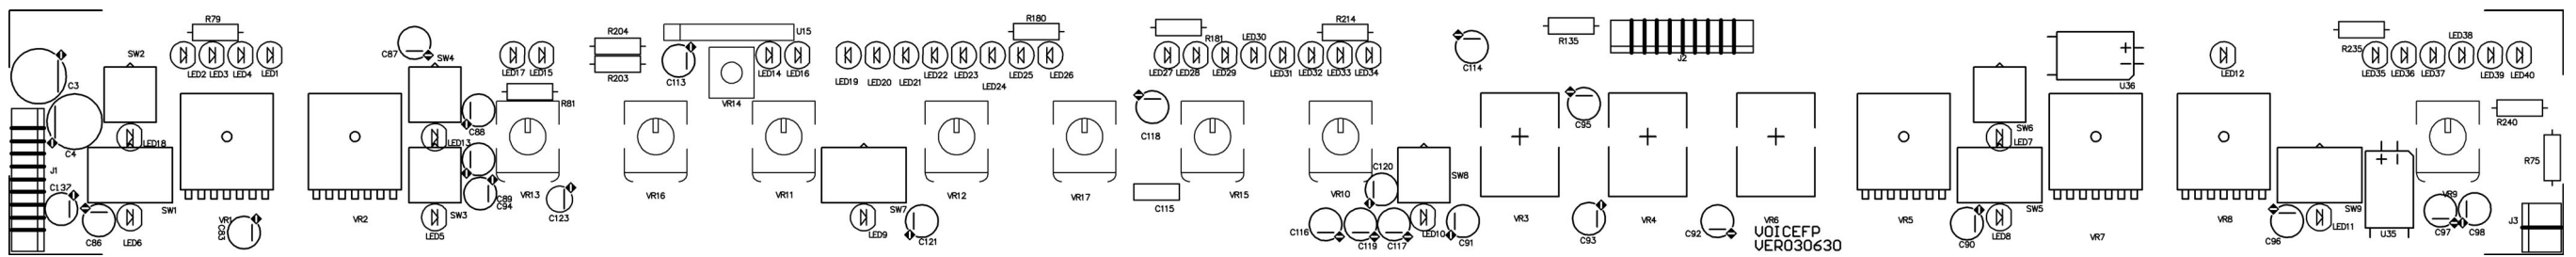 R79
SW2
LED2 LED3 LED4 LED1
C3
C4
LED18
J1
C137
SW1
C86
LED6
VR1
C83
C87
SW4
VR2
C88
LED13
SW3
C89
C94
LED5
LED17 LED15
R81
VR13
C123
R204
R203
U15
C113
VR14
LED14 LED16
VR16
VR11
R180
LED19 LED20 LED21 LED22 LED23 LED24 LED25 LED26
SW7
LED9
C121
VR12
VR17
C118
C115
R181
LED30
R214
LED27 LED28 LED29 LED31 LED32 LED33 LED34
VR15
VR10
C120
SW8
C116
C119
C117
LED10
C91
C114
R135
J2
C95
VR3
C93
VR4
C92
VR6
VOICEFP
VER030630
VR5
SW6
LED7
SW5
C90
LED8
U36
VR7
LED12
VR8
C96
SW9
LED11
U35
R235
LED38
LED35 LED36 LED37 LED39 LED40
R240
R75
VR9
C97
C98
J3